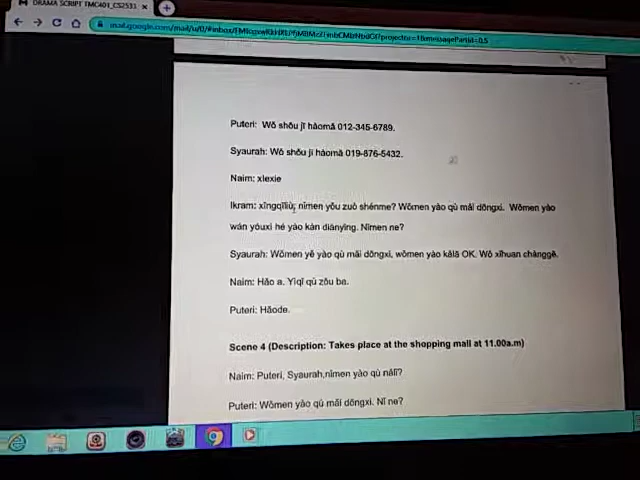 DRAMA SCRIPT TMC401_CS2531
Puteri: Wǒ shǒu jī hàomǎ 012-345-6789.
Syaurah: Wǒ shǒu jī hàomǎ 019-876-5432.
Naim: xiexie
Ikram: xīngqīliù, nǐmen yǒu zuò shénme? Wǒmen yào qù mǎi dōngxi. Wǒmen yào
wán yóuxì hé yào kàn diànyǐng. Nǐmen ne?
Syaurah: Wǒmen yě yào qù mǎi dōngxi, wǒmen yào kǎlā OK. Wǒ xǐhuan chànggē.
Naim: Hǎo a. Yìqǐ qù zǒu ba.
Puteri: Hǎode.
Scene 4 (Description: Takes place at the shopping mall at 11.00a.m)
Naim: Puteri, Syaurah,nǐmen yào qù nǎlǐ?
Puteri: Wǒmen yào qù mǎi dōngxi. Nǐ ne?